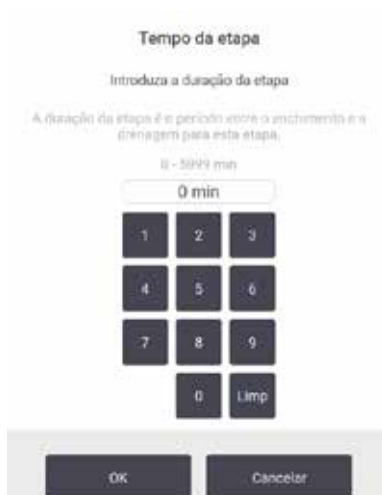 Tempo da etapa
Introduza a duração da etapa
A duração da etapa é o período entre o enchimento e a
drenagem para esta etapa.
0 - 5999 min
0 min
1 2 3
4 5 6
7 8 9
0 Limp
OK Cancelar